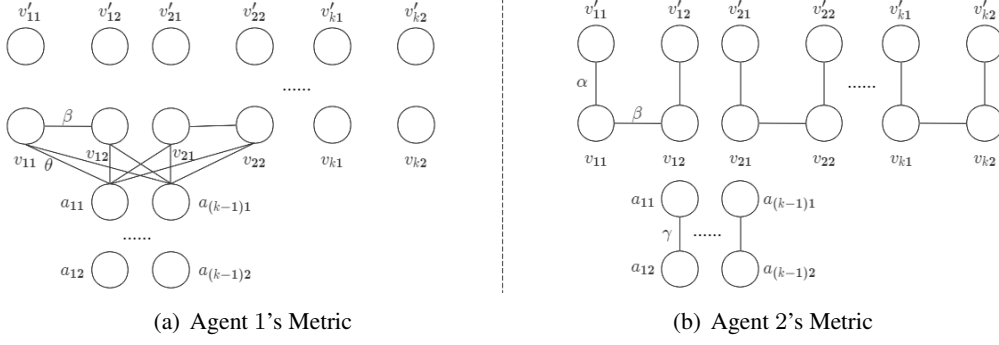 v′₁₁ v′₁₂ v′₂₁ v′₂₂ v′ₖ₁ v′ₖ₂
......
β
v₁₁ θ v₁₂ v₂₁ v₂₂ vₖ₁ vₖ₂
a₁₁ a₍ₖ₋₁₎₁
......
a₁₂ a₍ₖ₋₁₎₂
(a) Agent 1's Metric
v′₁₁ v′₁₂ v′₂₁ v′₂₂ v′ₖ₁ v′ₖ₂
α ......
β
v₁₁ v₁₂ v₂₁ v₂₂ vₖ₁ vₖ₂
a₁₁ a₍ₖ₋₁₎₁
γ ......
a₁₂ a₍ₖ₋₁₎₂
(b) Agent 2's Metric